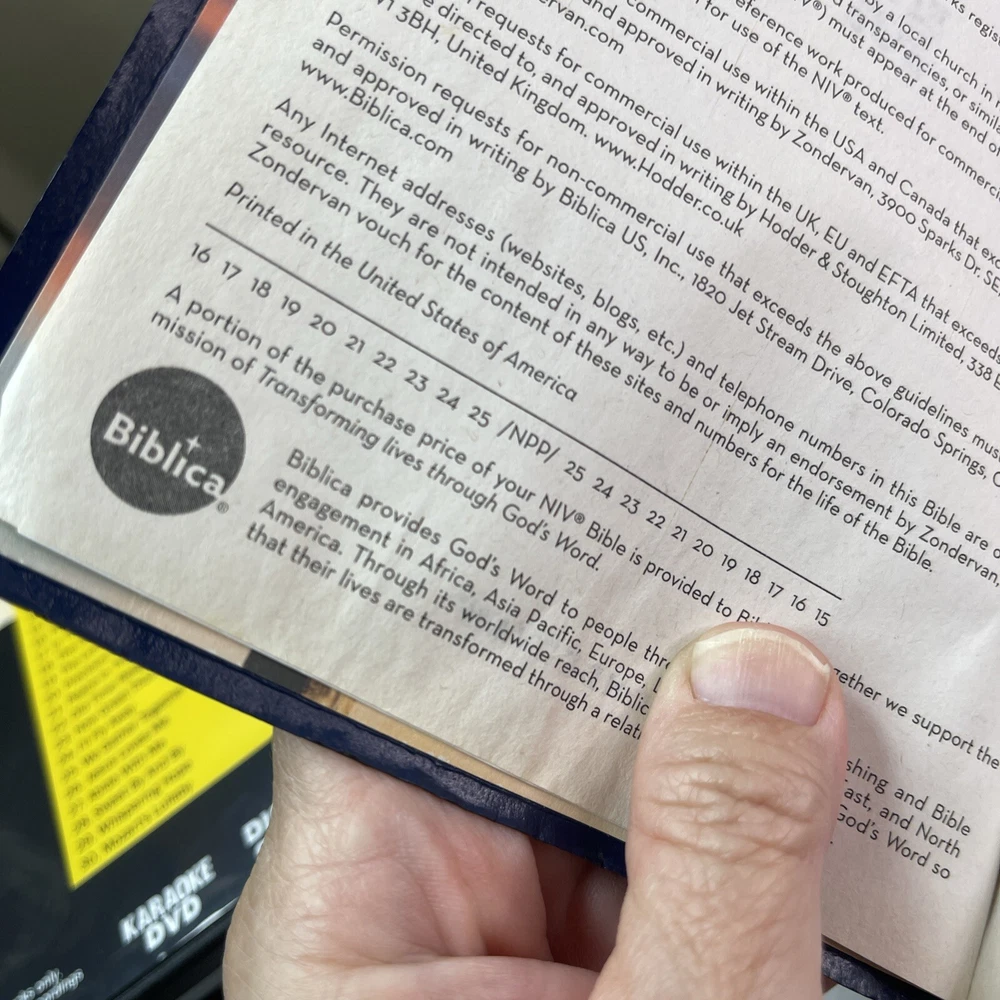 ks regis
by a local church in
d transparencies, or simil
V®) must appear at the end of
eference work produced for commerci
for use of the NIV® text.
commercial use within the USA and Canada that exc
and approved in writing by Zondervan, 3900 Sparks Dr. SE,
ervan.com
requests for commercial use within the UK, EU and EFTA that exceeds
e directed to, and approved in writing by Hodder & Stoughton Limited, 338 E
1 3BH, United Kingdom. www.Hodder.co.uk
Permission requests for non-commercial use that exceeds the above guidelines mus
and approved in writing by Biblica US, Inc., 1820 Jet Stream Drive, Colorado Springs, C
www.Biblica.com
Any Internet addresses (websites, blogs, etc.) and telephone numbers in this Bible are o
resource. They are not intended in any way to be or imply an endorsement by Zondervan,
Zondervan vouch for the content of these sites and numbers for the life of the Bible.
Printed in the United States of America
16 17 18 19 20 21 22 23 24 25 /NPP/ 25 24 23 22 21 20 19 18 17 16 15
A portion of the purchase price of your NIV® Bible is provided to Bi gether we support the
mission of Transforming lives through God's Word.
Biblica®
Biblica provides God's Word to people thr shing and Bible
engagement in Africa, Asia Pacific, Europe, L ast, and North
America. Through its worldwide reach, Biblic God's Word so
that their lives are transformed through a relati
KARAOKE
DVD